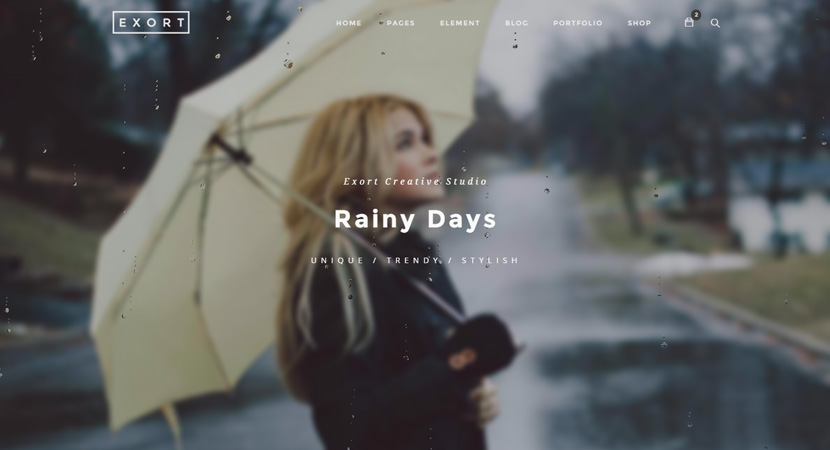 EXORT
HOME PAGES ELEMENT BLOG PORTFOLIO SHOP 2
Exort Creative Studio
Rainy Days
UNIQUE / TRENDY / STYLISH